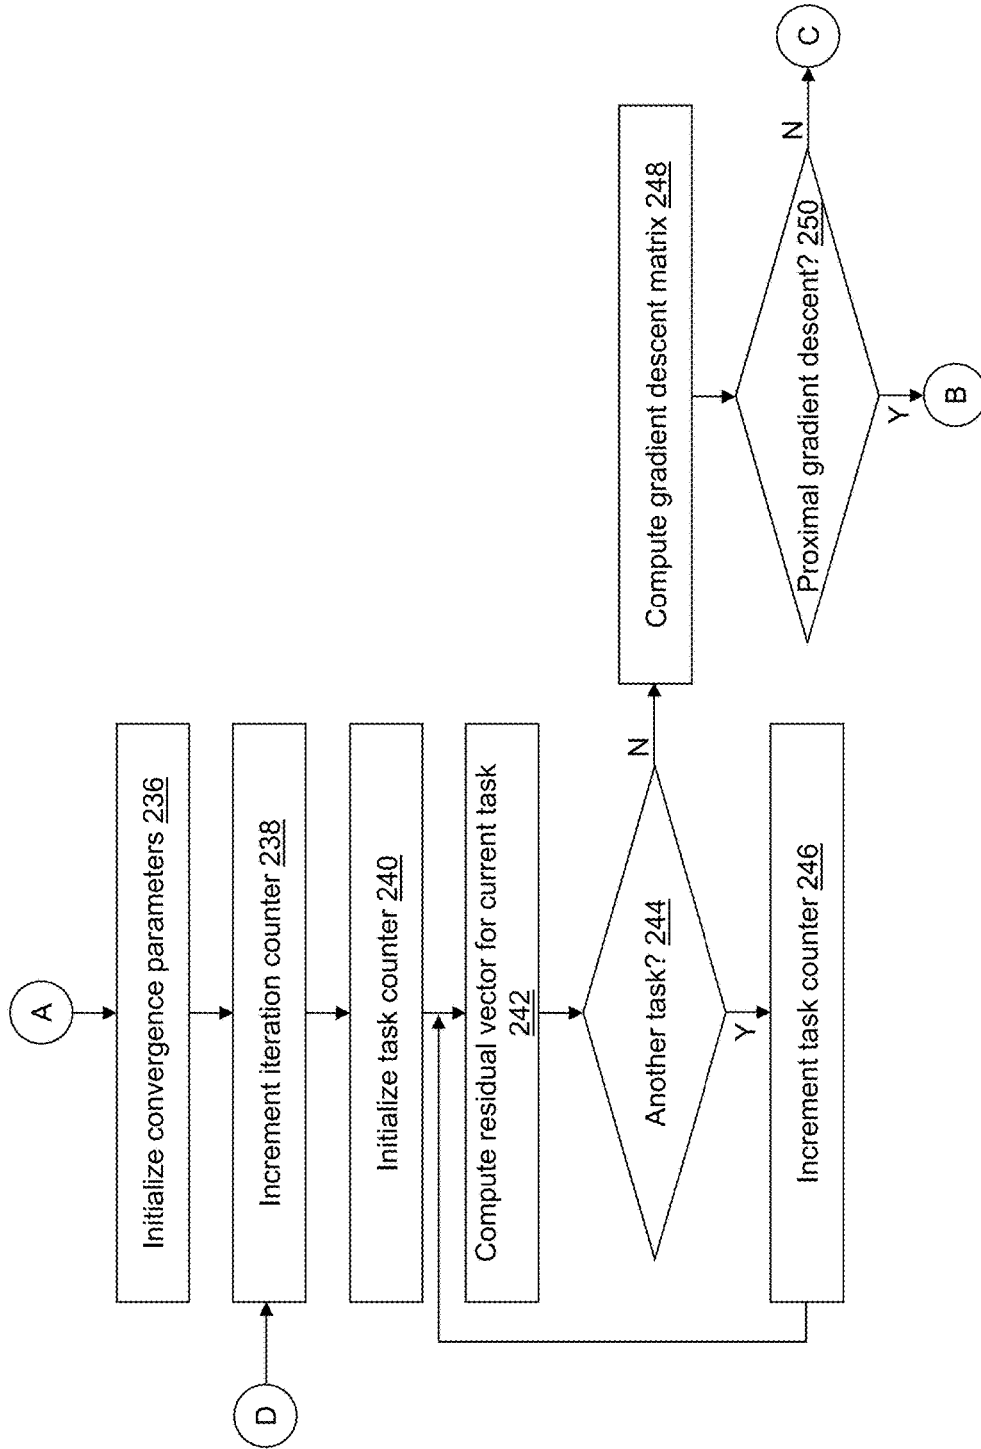 A
Initialize convergence parameters 236
D
Increment iteration counter 238
Initialize task counter 240
Compute residual vector for current task
242
Another task? 244
N
Y
Increment task counter 246
Compute gradient descent matrix 248
Proximal gradient descent? 250
N
C
Y
B